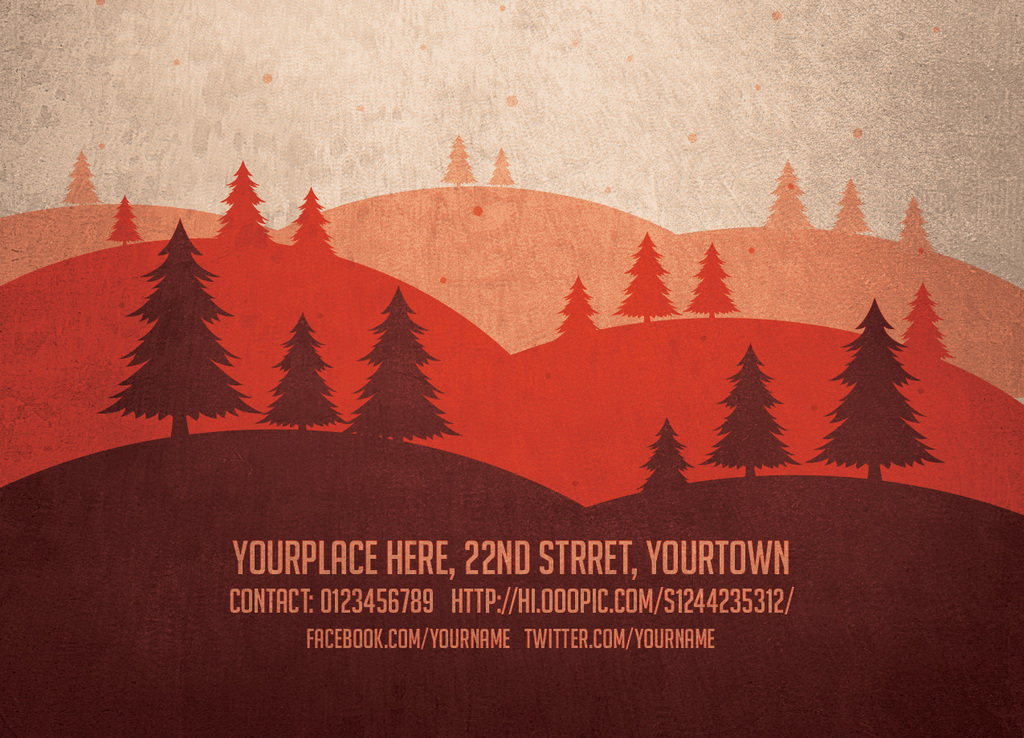 YOURPLACE HERE, 22ND STRRET, YOURTOWN
CONTACT: 0123456789 HTTP://HI.OOOPIC.COM/S1244235312/
FACEBOOK.COM/YOURNAME TWITTER.COM/YOURNAME